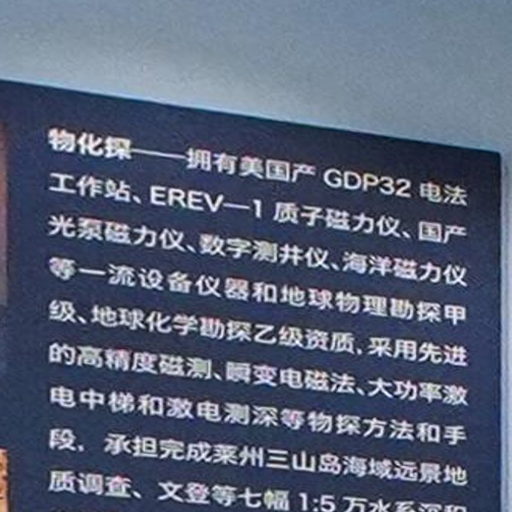 物化探——拥有美国产 GDP32 电法
工作站、EREV—1 质子磁力仪、国产
光泵磁力仪、数字测井仪、海洋磁力仪
等一流设备仪器和地球物理勘探甲
级、地球化学勘探乙级资质，采用先进
的高精度磁测、瞬变电磁法、大功率激
电中梯和激电测深等物探方法和手
段，承担完成莱州三山岛海域远景地
质调查、文登等七幅 1:5 万水系沉积